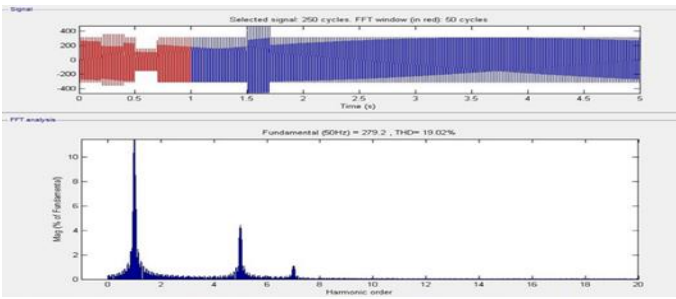 Signal
Selected signal: 250 cycles. FFT window (in red): 50 cycles
400
200
0
-200
-400
0 0.5 1 1.5 2 2.5 3 3.5 4 4.5 5
Time (s)
FFT analysis
Fundamental (50Hz) = 279.2 , THD= 19.02%
Mag (% of Fundamental)
10
8
6
4
2
0
0 2 4 6 8 10 12 14 16 18 20
Harmonic order